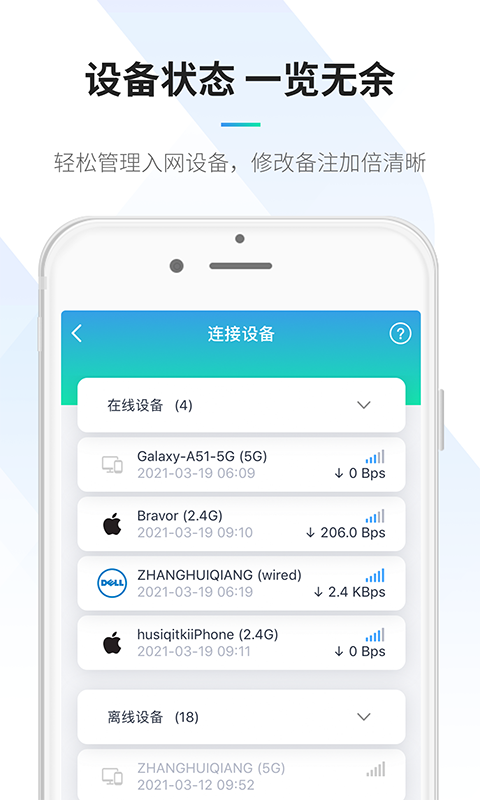 设备状态 一览无余
轻松管理入网设备，修改备注加倍清晰
连接设备
?
在线设备 (4)
Galaxy-A51-5G (5G)
2021-03-19 06:09
↓ 0 Bps
Bravor (2.4G)
2021-03-19 09:10
↓ 206.0 Bps
DELL
ZHANGHUIQIANG (wired)
2021-03-19 06:19
↓ 2.4 KBps
husiqitkiiPhone (2.4G)
2021-03-19 09:11
↓ 0 Bps
离线设备 (18)
ZHANGHUIQIANG (5G)
2021-03-12 09:52